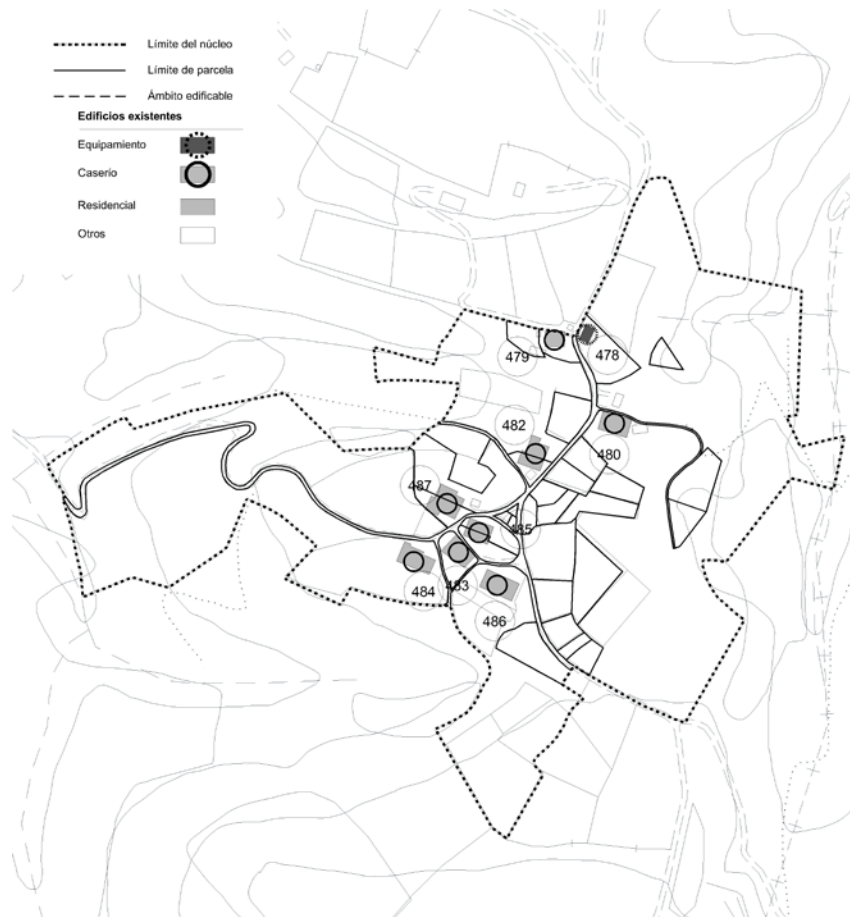 Límite del núcleo
Límite de parcela
Ámbito edificable
Edificios existentes
Equipamiento
Caserío
Residencial
Otros
479
478
482
480
487
485
484
483
486